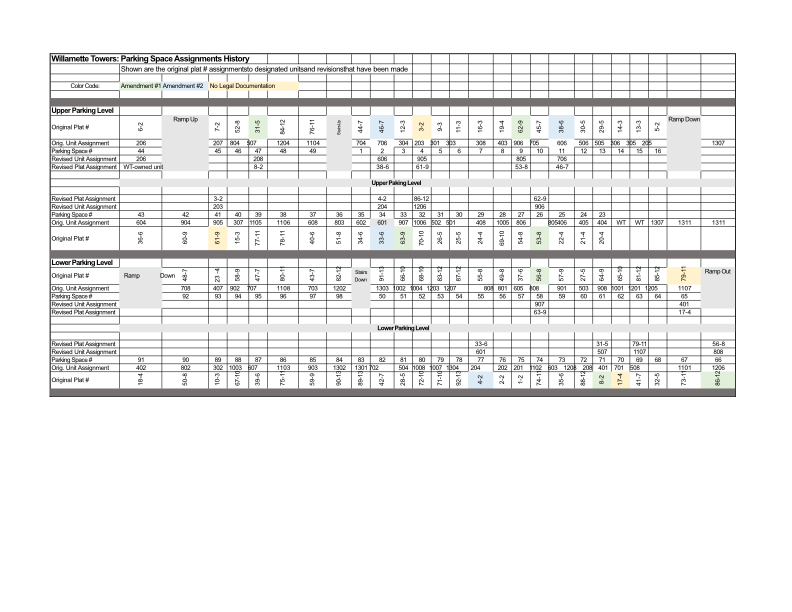 Willamette Towers: Parking Space Assignments History
Shown are the original plat # assignmentsto designated unitsand revisionsthat have been made
Color Code: Amendment #1 Amendment #2 No Legal Documentation
Upper Parking Level
Original Plat # 6-2 Ramp Up 7-2 52-8 31-5 84-12 76-11 44-7 46-7 12-3 3-2 9-3 11-3 16-3 19-4 62-9 45-7 38-6 30-5 29-5 14-3 13-3 5-2 Ramp Down
Orig. Unit Assignment 206 207 804 507 1204 1104 704 706 304 203 301 303 308 403 906 705 606 506 505 306 305 205 1307
Parking Space # 44 45 46 47 48 49 1 2 3 4 5 6 7 8 9 10 11 12 13 14 15 16
Revised Unit Assignment 206 208 606 905 805 706
Revised Plat Assignment WT-owned unit 8-2 38-6 61-9 53-8 46-7
Upper Paking Level
Revised Plat Assignment 3-2 4-2 86-12 62-9
Revised Unit Assignment 203 204 1206 906
Parking Space # 43 42 41 40 39 38 37 36 35 34 33 32 31 30 29 28 27 26 25 24 23
Orig. Unit Assignment 604 904 905 307 1105 1106 608 803 602 601 907 1006 502 501 404 1005 806 805406 405 404 WT WT 1307 1311 1311
Original Plat # 36-6 60-9 61-9 15-3 77-11 78-11 40-6 51-8 34-6 33-6 63-9 70-10 26-5 25-5 24-4 69-10 54-8 53-8 22-4 21-4 20-4
Lower Parking Level
Original Plat # Ramp Down 48-7 23 -4 58-9 47-7 80-11 43-7 82-12 Stairs Down 91-13 66-10 68-10 83-12 87-12 55-8 49-8 37-6 56-8 57-9 27-5 64-9 65-10 81-12 85-12 79-11 Ramp Out
Orig. Unit Assignment 708 407 902 707 1108 703 1202 1303 1002 1004 1203 1207 808 801 605 808 901 503 908 1001 1201 1205 1107
Parking Space # 92 93 94 95 96 97 98 50 51 52 53 54 55 56 57 58 59 60 61 62 63 64 65
Revised Unit Assignment 907 401
Revised Plat Assignment 63-9 17-4
Lower Parking Level
Revised Plat Assignment 33-6 31-5 79-11 56-8
Revised Unit Assignment 601 507 1107 808
Parking Space # 91 90 89 88 87 86 85 84 83 82 81 80 79 78 77 76 75 74 73 72 71 70 69 68 67 66
Orig. Unit Assignment 402 802 302 1003 607 1103 903 1302 1301 702 504 1008 1007 1304 204 202 201 1102 603 1208 208 401 701 508 1101 1206
Original Plat # 18-4 50-8 10-3 67-10 39-6 75-11 59-9 90-13 89-13 42-7 28-5 72-10 71-10 92-13 4-2 2-2 1-2 74-11 35-6 88-12 8-2 17-4 41-7 32-5 73-11 86-12